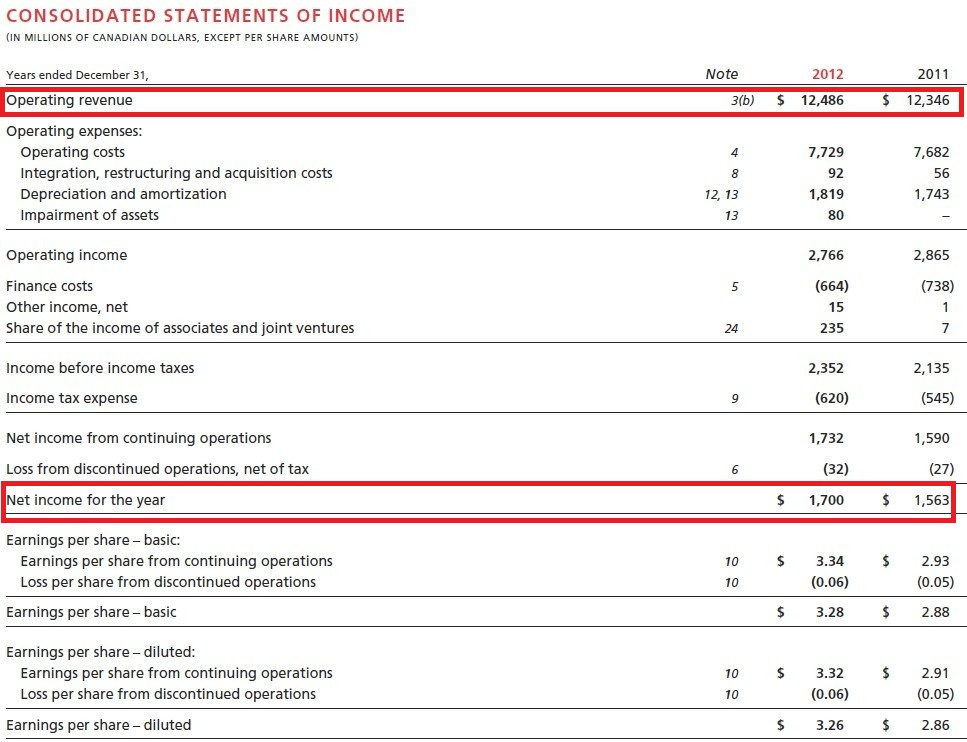 CONSOLIDATED STATEMENTS OF INCOME
(IN MILLIONS OF CANADIAN DOLLARS, EXCEPT PER SHARE AMOUNTS)
Years ended December 31, Note 2012 2011
Operating revenue 3(b) $ 12,486 $ 12,346
Operating expenses:
Operating costs 4 7,729 7,682
Integration, restructuring and acquisition costs 8 92 56
Depreciation and amortization 12, 13 1,819 1,743
Impairment of assets 13 80 –
Operating income 2,766 2,865
Finance costs 5 (664) (738)
Other income, net 15 1
Share of the income of associates and joint ventures 24 235 7
Income before income taxes 2,352 2,135
Income tax expense 9 (620) (545)
Net income from continuing operations 1,732 1,590
Loss from discontinued operations, net of tax 6 (32) (27)
Net income for the year $ 1,700 $ 1,563
Earnings per share – basic:
Earnings per share from continuing operations 10 $ 3.34 $ 2.93
Loss per share from discontinued operations 10 (0.06) (0.05)
Earnings per share – basic $ 3.28 $ 2.88
Earnings per share – diluted:
Earnings per share from continuing operations 10 $ 3.32 $ 2.91
Loss per share from discontinued operations 10 (0.06) (0.05)
Earnings per share – diluted $ 3.26 $ 2.86